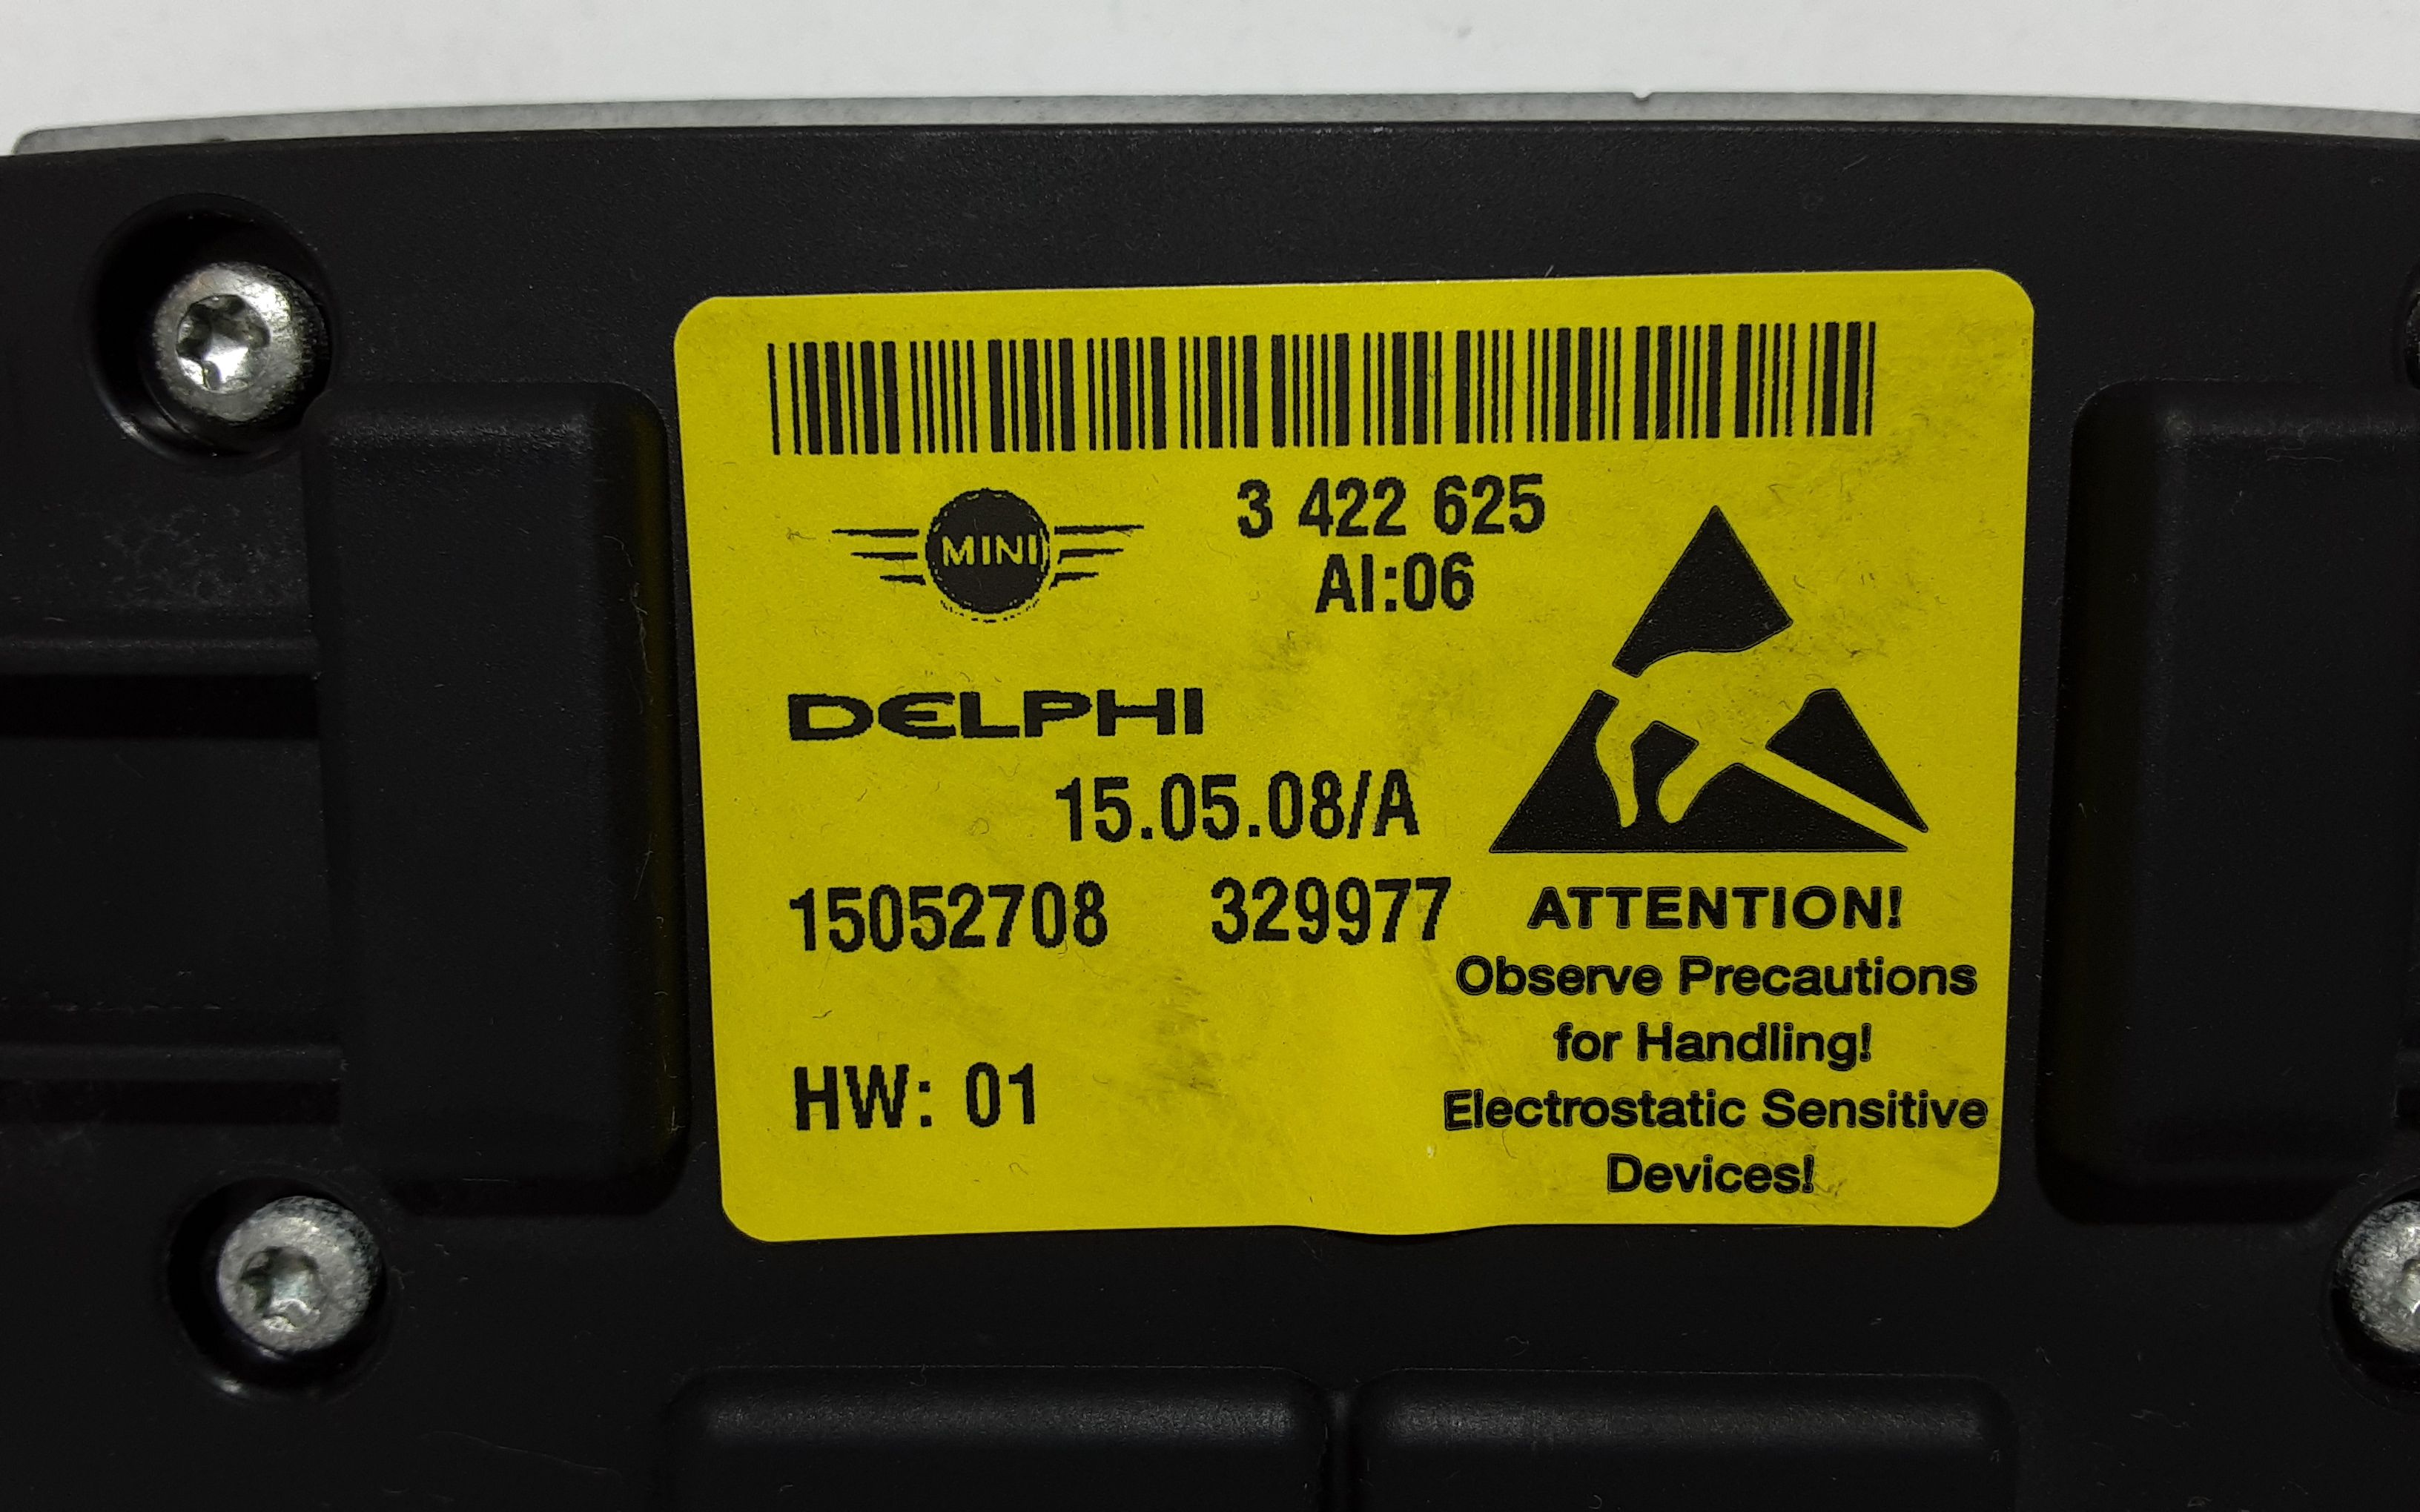 3 422 625
MINI
AI:06
DELPHI
15.05.08/A
15052708 329977
HW: 01
ATTENTION!
Observe Precautions
for Handling!
Electrostatic Sensitive
Devices!